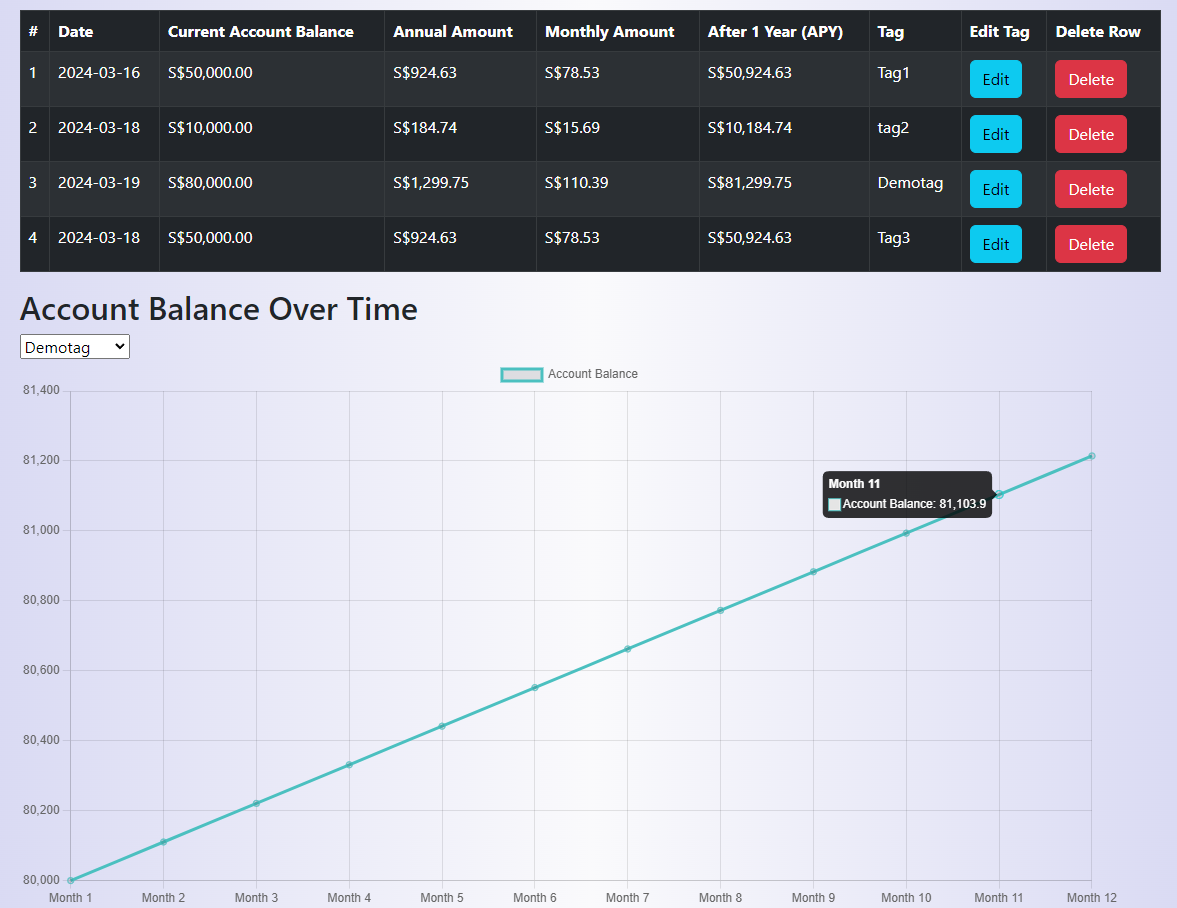 # Date Current Account Balance Annual Amount Monthly Amount After 1 Year (APY) Tag Edit Tag Delete Row
1 2024-03-16 S$50,000.00 S$924.63 S$78.53 S$50,924.63 Tag1 Edit Delete
2 2024-03-18 S$10,000.00 S$184.74 S$15.69 S$10,184.74 tag2 Edit Delete
3 2024-03-19 S$80,000.00 S$1,299.75 S$110.39 S$81,299.75 Demotag Edit Delete
4 2024-03-18 S$50,000.00 S$924.63 S$78.53 S$50,924.63 Tag3 Edit Delete
Account Balance Over Time
Demotag
Account Balance
81,400
81,200
Month 11
Account Balance: 81,103.9
81,000
80,800
80,600
80,400
80,200
80,000
Month 1 Month 2 Month 3 Month 4 Month 5 Month 6 Month 7 Month 8 Month 9 Month 10 Month 11 Month 12